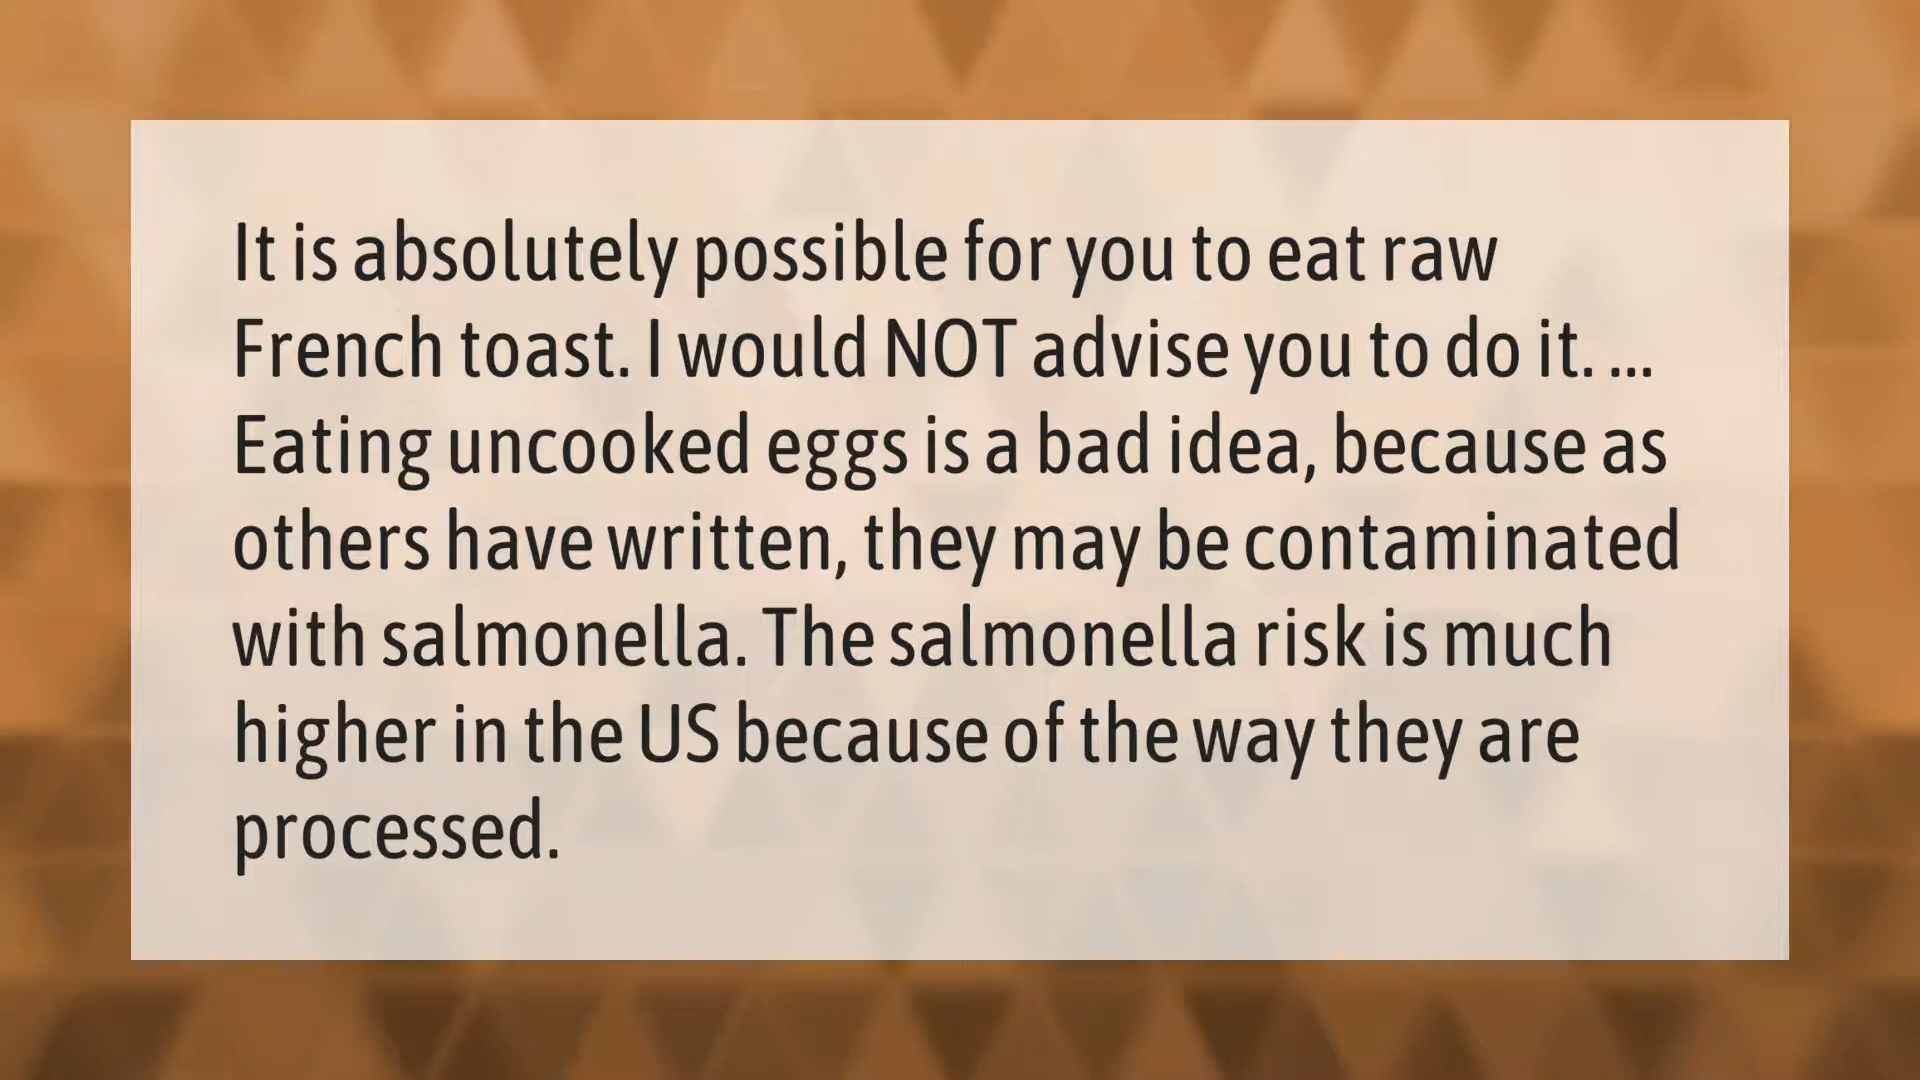 It is absolutely possible for you to eat raw
French toast. I would NOT advise you to do it. ...
Eating uncooked eggs is a bad idea, because as
others have written, they may be contaminated
with salmonella. The salmonella risk is much
higher in the US because of the way they are
processed.